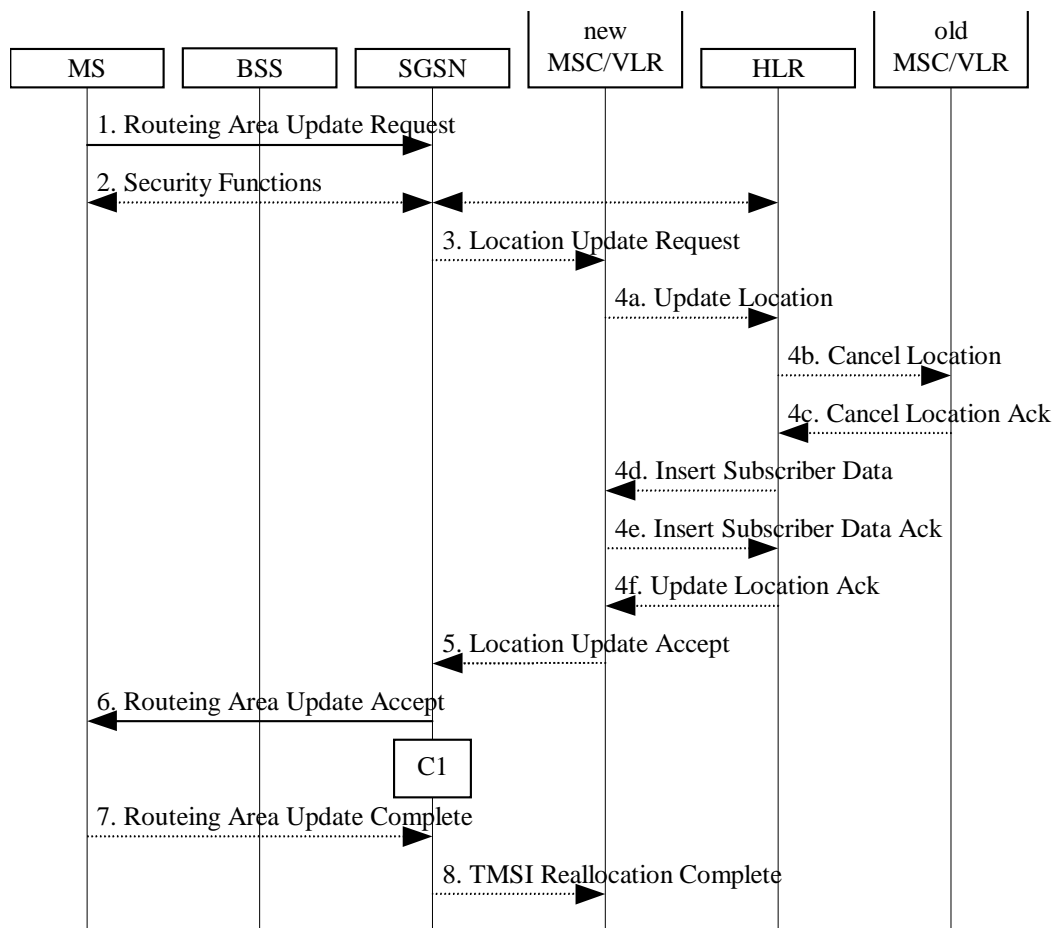 new
MSC/VLR
old
MSC/VLR
MS
BSS
SGSN
HLR
1. Routeing Area Update Request
2. Security Functions
3. Location Update Request
4a. Update Location
4b. Cancel Location
4c. Cancel Location Ack
4d. Insert Subscriber Data
4e. Insert Subscriber Data Ack
4f. Update Location Ack
5. Location Update Accept
6. Routeing Area Update Accept
C1
7. Routeing Area Update Complete
8. TMSI Reallocation Complete